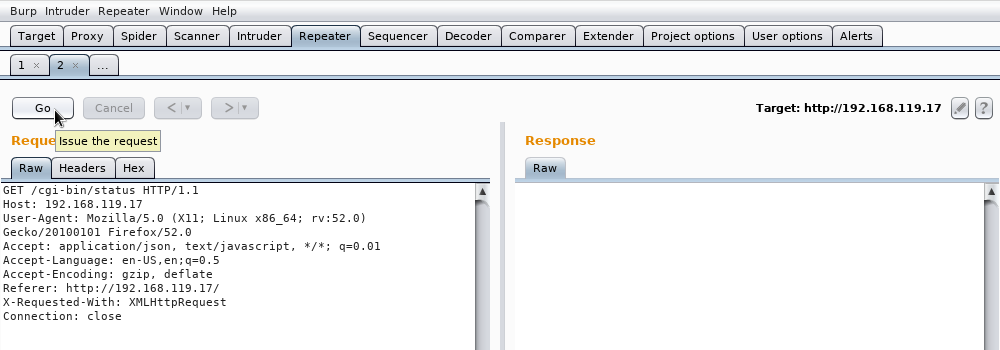 Burp Intruder Repeater Window Help
Target Proxy Spider Scanner Intruder Repeater Sequencer Decoder Comparer Extender Project options User options Alerts
1 × 2 × ...
Go Cancel < ▼ > ▼ Target: http://192.168.119.17 ?
Issue the request
Reque Response
Raw Headers Hex Raw
GET /cgi-bin/status HTTP/1.1
Host: 192.168.119.17
User-Agent: Mozilla/5.0 (X11; Linux x86_64; rv:52.0)
Gecko/20100101 Firefox/52.0
Accept: application/json, text/javascript, */*; q=0.01
Accept-Language: en-US,en;q=0.5
Accept-Encoding: gzip, deflate
Referer: http://192.168.119.17/
X-Requested-With: XMLHttpRequest
Connection: close